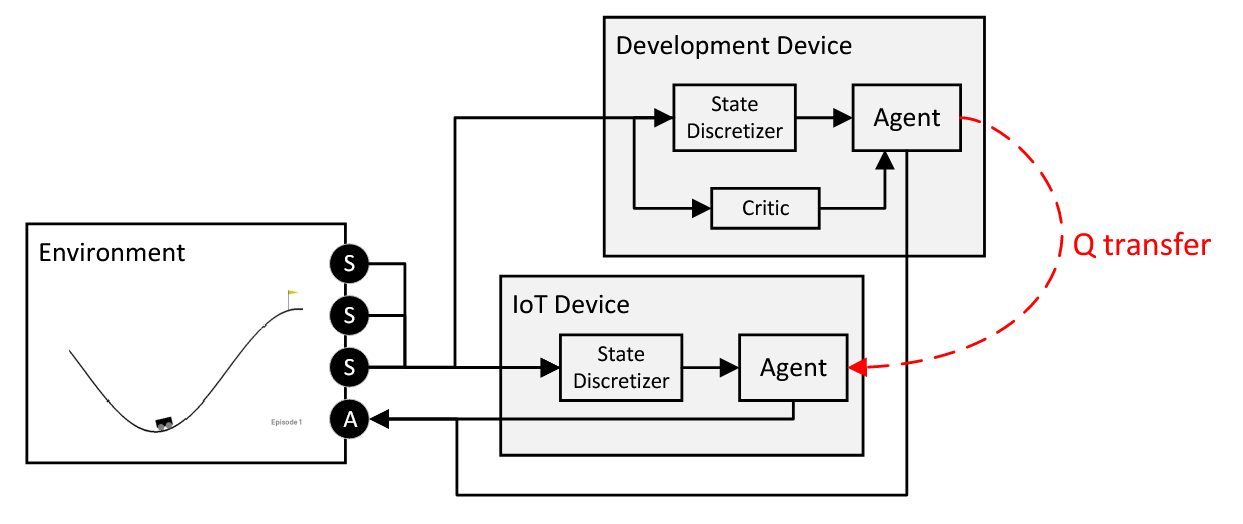 Development Device
State
Discretizer
Agent
Critic
Q transfer
Environment
S
S
S
A
Episode 1
IoT Device
State
Discretizer
Agent